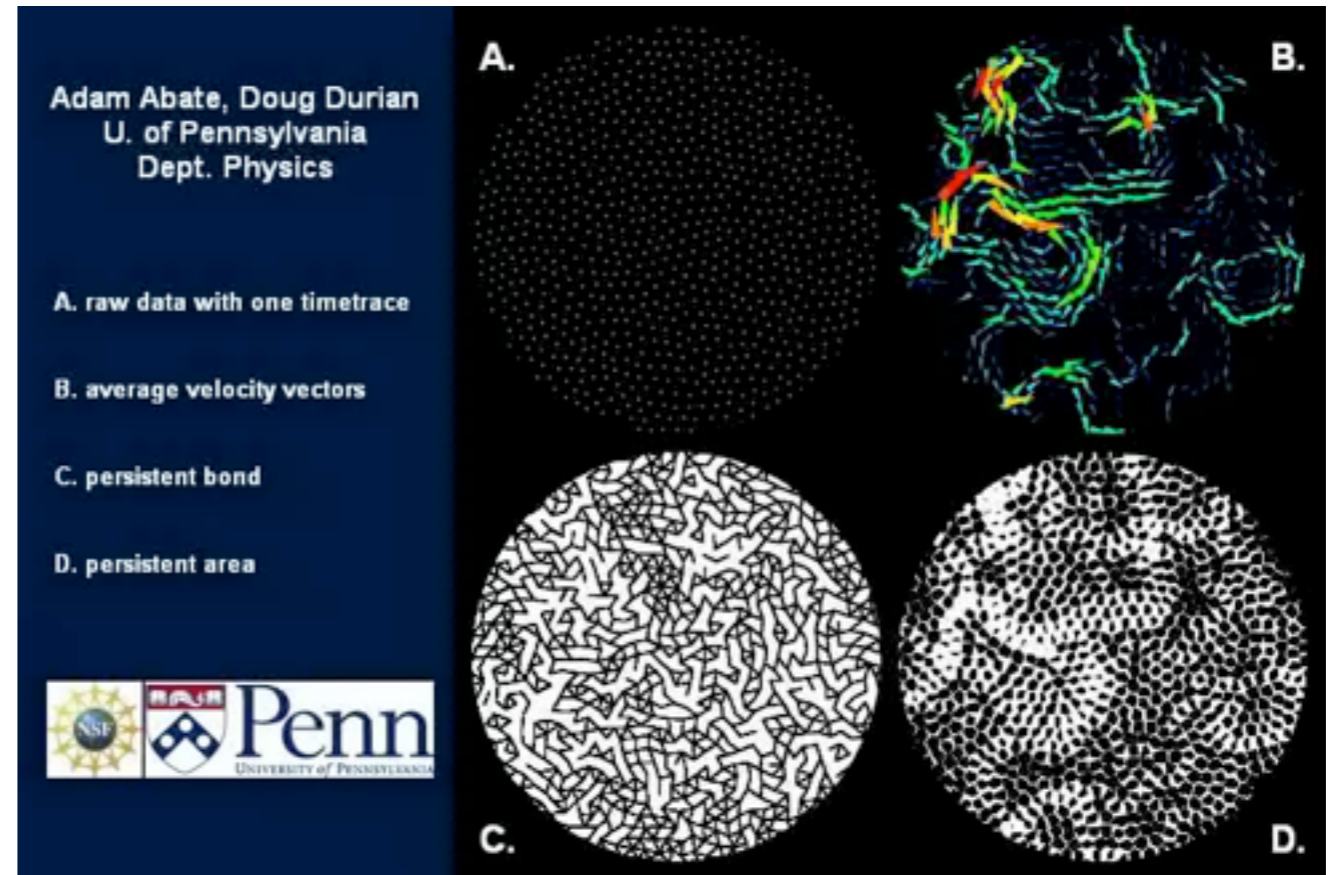 Adam Abate, Doug Durian
U. of Pennsylvania
Dept. Physics
A. raw data with one timetrace
B. average velocity vectors
C. persistent bond
D. persistent area
NSF
Penn
UNIVERSITY of PENNSYLVANIA
A.
B.
C.
D.